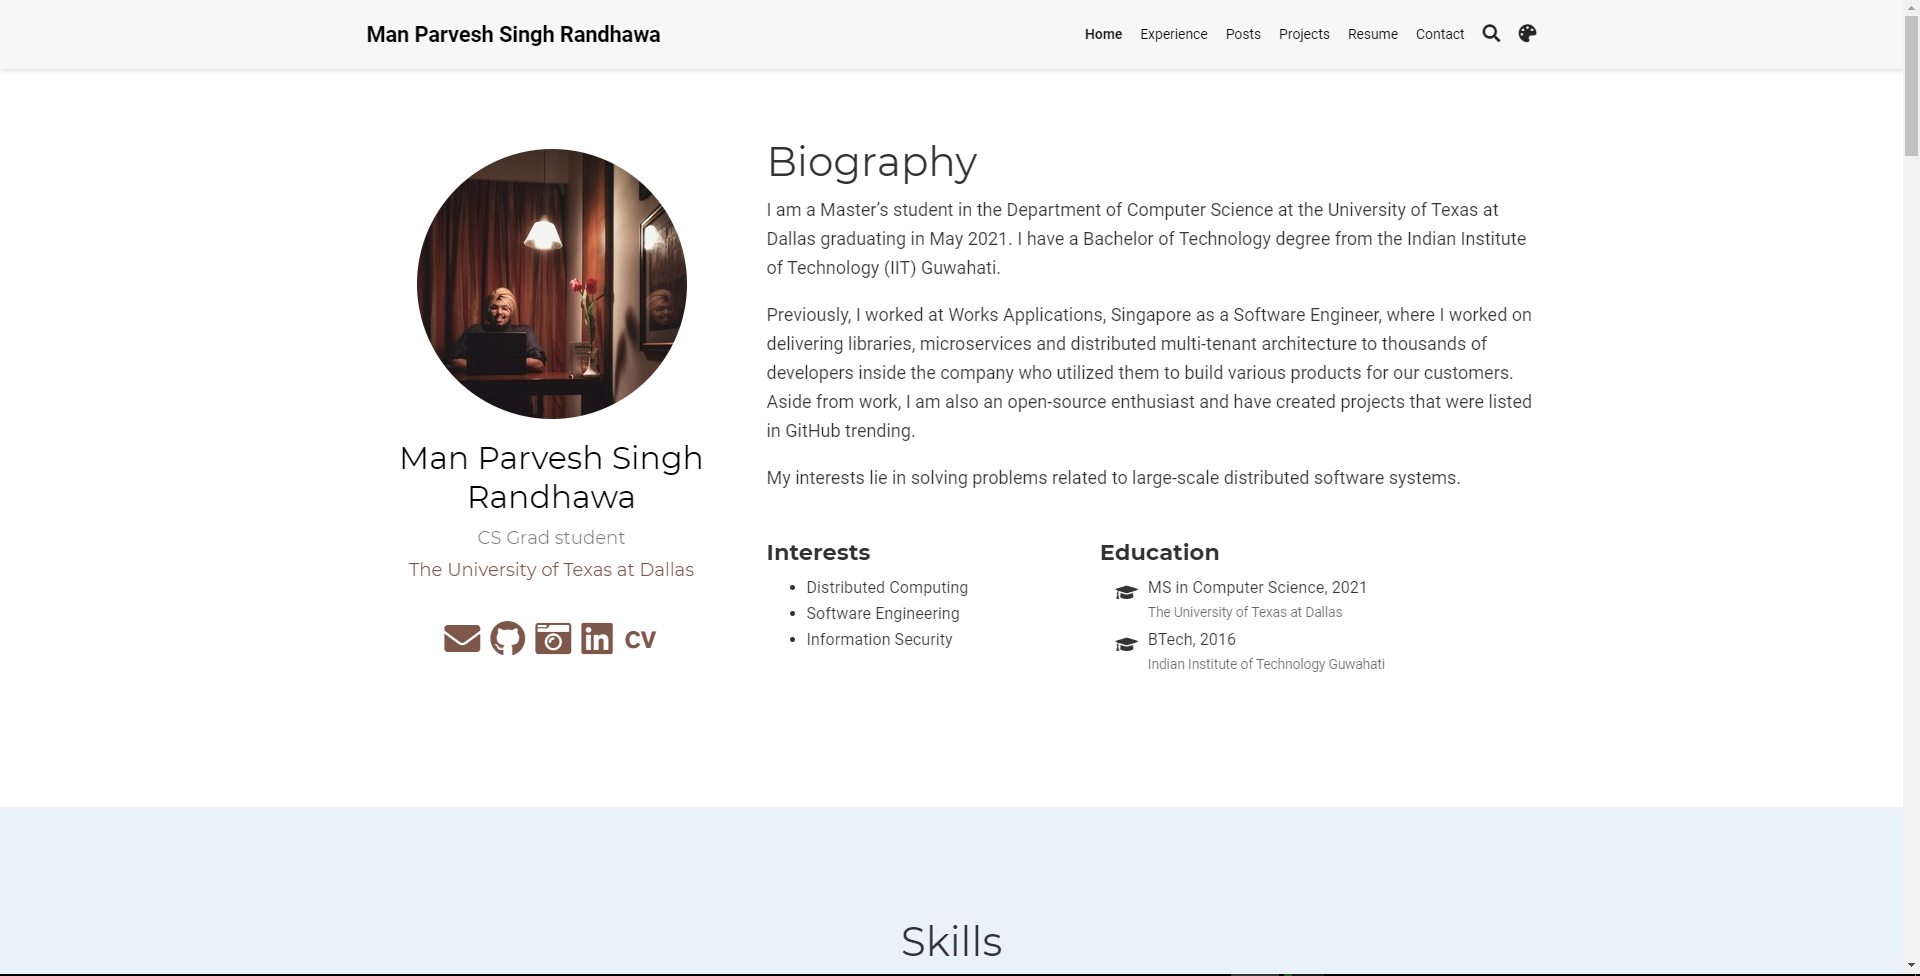 Man Parvesh Singh Randhawa
Home Experience Posts Projects Resume Contact
Man Parvesh Singh
Randhawa
CS Grad student
The University of Texas at Dallas
cv
Biography
I am a Master’s student in the Department of Computer Science at the University of Texas at
Dallas graduating in May 2021. I have a Bachelor of Technology degree from the Indian Institute
of Technology (IIT) Guwahati.
Previously, I worked at Works Applications, Singapore as a Software Engineer, where I worked on
delivering libraries, microservices and distributed multi-tenant architecture to thousands of
developers inside the company who utilized them to build various products for our customers.
Aside from work, I am also an open-source enthusiast and have created projects that were listed
in GitHub trending.
My interests lie in solving problems related to large-scale distributed software systems.
Interests
• Distributed Computing
• Software Engineering
• Information Security
Education
MS in Computer Science, 2021
The University of Texas at Dallas
BTech, 2016
Indian Institute of Technology Guwahati
Skills